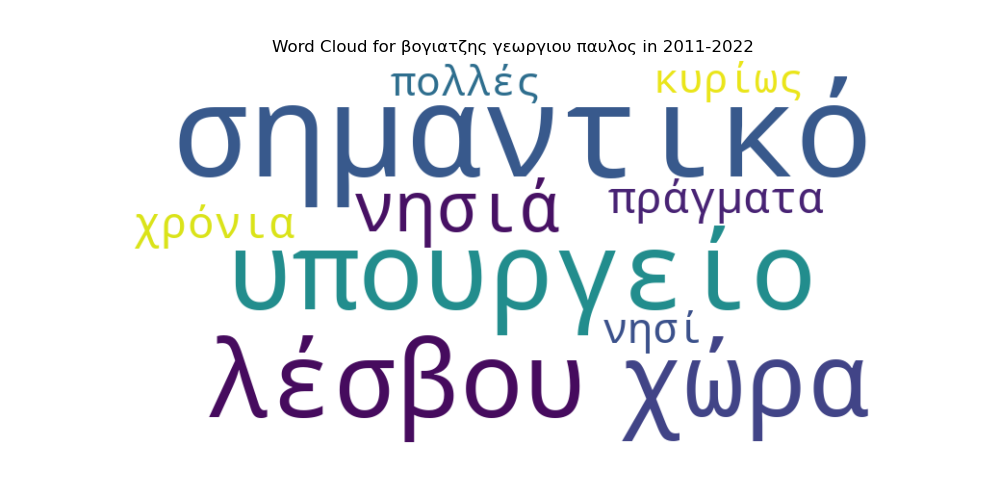 Word Cloud for βογιατζης γεωργιου παυλος in 2011-2022
πολλές κυρίως
σημαντικό
νησιά πράγματα
χρόνια
υπουργείο
νησί
λέσβου χώρα